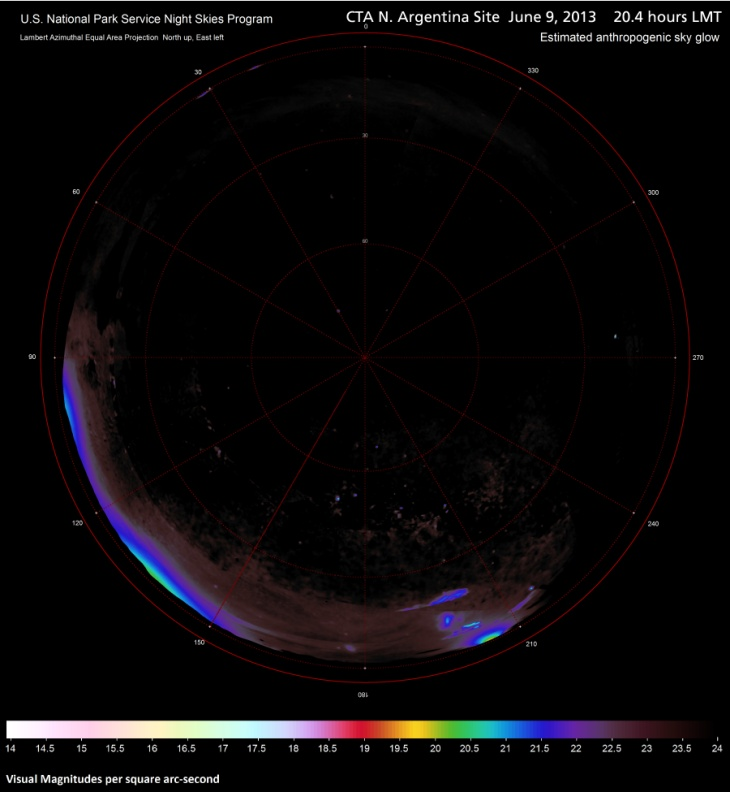 U.S. National Park Service Night Skies Program
CTA N. Argentina Site June 9, 2013 20.4 hours LMT
Lambert Azimuthal Equal Area Projection North up, East left
Estimated anthropogenic sky glow
0
30
330
30
60
300
60
90
270
120
240
150
210
180
14 14.5 15 15.5 16 16.5 17 17.5 18 18.5 19 19.5 20 20.5 21 21.5 22 22.5 23 23.5 24
Visual Magnitudes per square arc-second